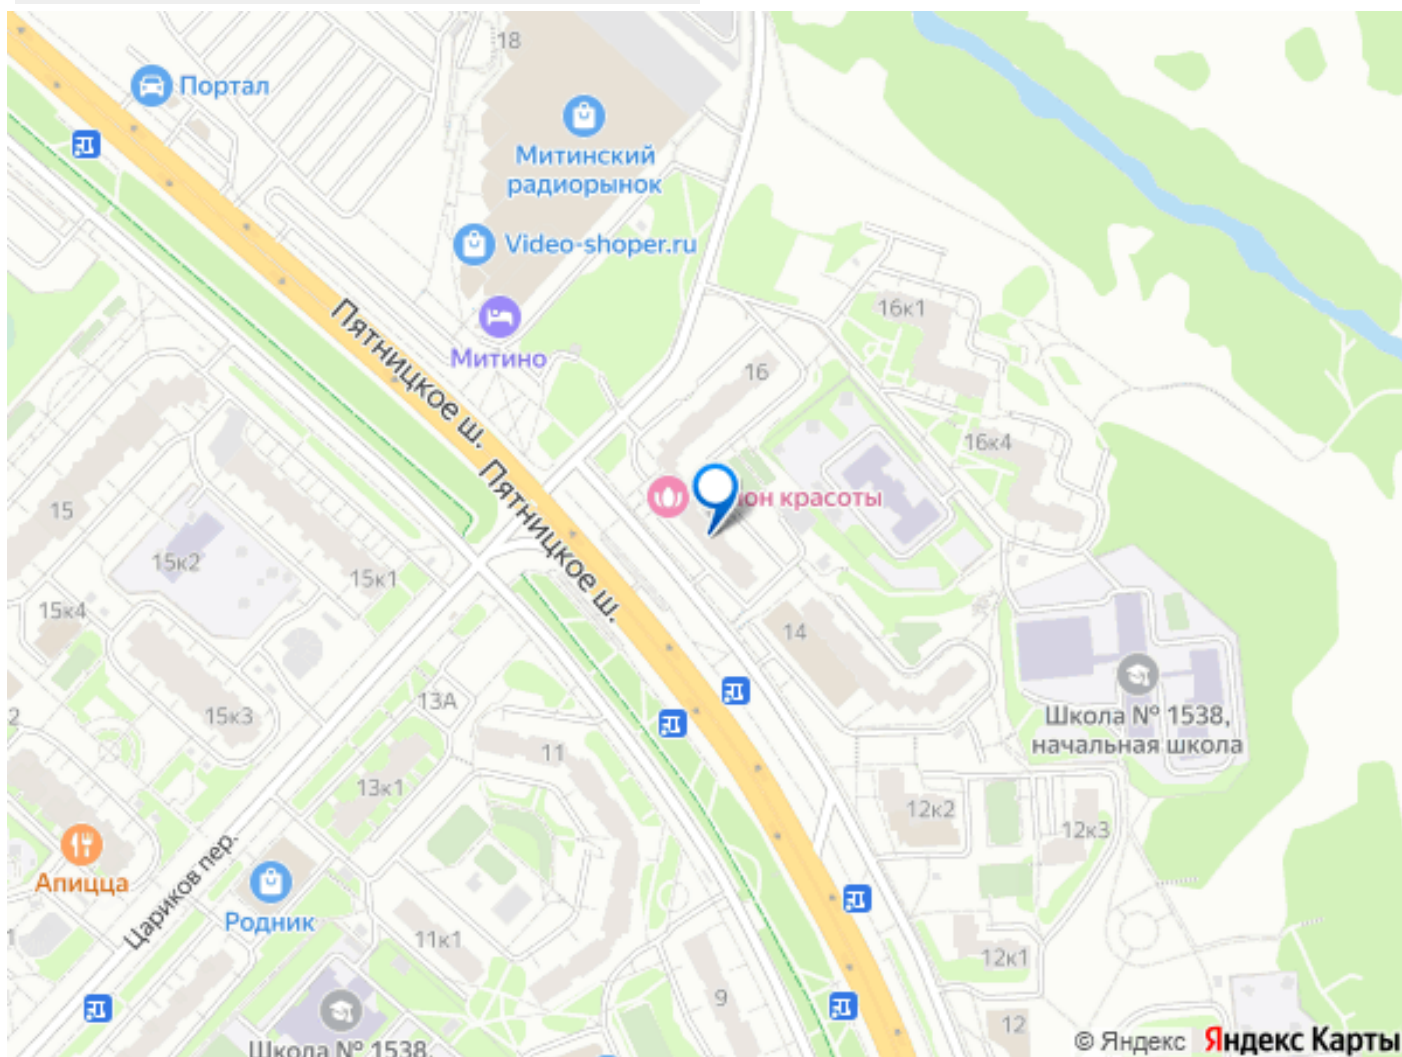 18
Портал
Митинский
радиорынок
Video-shoper.ru
16к1
Пятницкое ш.
Митино
16
16к4
он красоты
Пятницкое ш.
15
15к2
15к1
15к4
14
13А
15к3
2
Школа № 1538,
начальная школа
11
13к1
12к2
12к3
Апицца
Цариков пер.
Родник
11к1
1
12к1
9
12
Школа № 1538,
© Яндекс Яндекс Карты